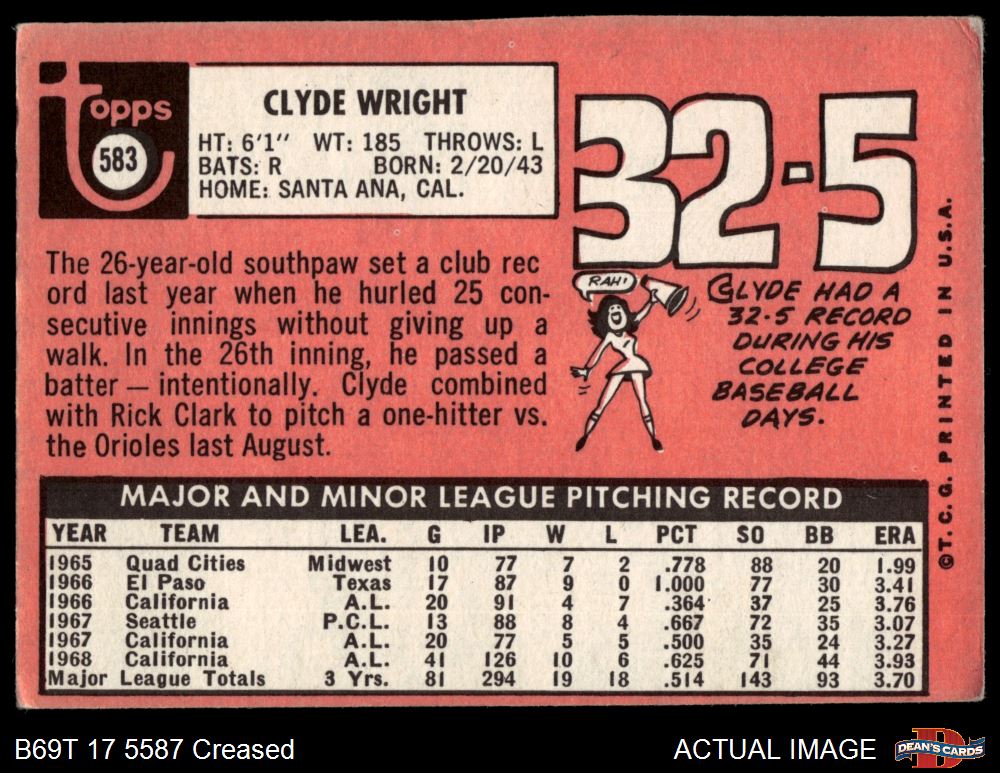 Topps
583
CLYDE WRIGHT
HT: 6'1" WT: 185 THROWS: L
BATS: R BORN: 2/20/43
HOME: SANTA ANA, CAL.
32-5
The 26-year-old southpaw set a club rec
ord last year when he hurled 25 con-
secutive innings without giving up a
walk. In the 26th inning, he passed a
batter — intentionally. Clyde combined
with Rick Clark to pitch a one-hitter vs.
the Orioles last August.
RAH!
CLYDE HAD A
32-5 RECORD
DURING HIS
COLLEGE
BASEBALL
DAYS.
©T.C.G. PRINTED IN U.S.A.
MAJOR AND MINOR LEAGUE PITCHING RECORD
YEAR TEAM LEA. G IP W L PCT SO BB ERA
1965 Quad Cities Midwest 10 77 7 2 .778 88 20 1.99
1966 El Paso Texas 17 87 9 0 1.000 77 30 3.41
1966 California A.L. 20 91 4 7 .364 37 25 3.76
1967 Seattle P.C.L. 13 88 8 4 .667 72 35 3.07
1967 California A.L. 20 77 5 5 .500 35 24 3.27
1968 California A.L. 41 126 10 6 .625 71 44 3.93
Major League Totals 3 Yrs. 81 294 19 18 .514 143 93 3.70
B69T 17 5587 Creased
ACTUAL IMAGE
DEAN'S CARDS